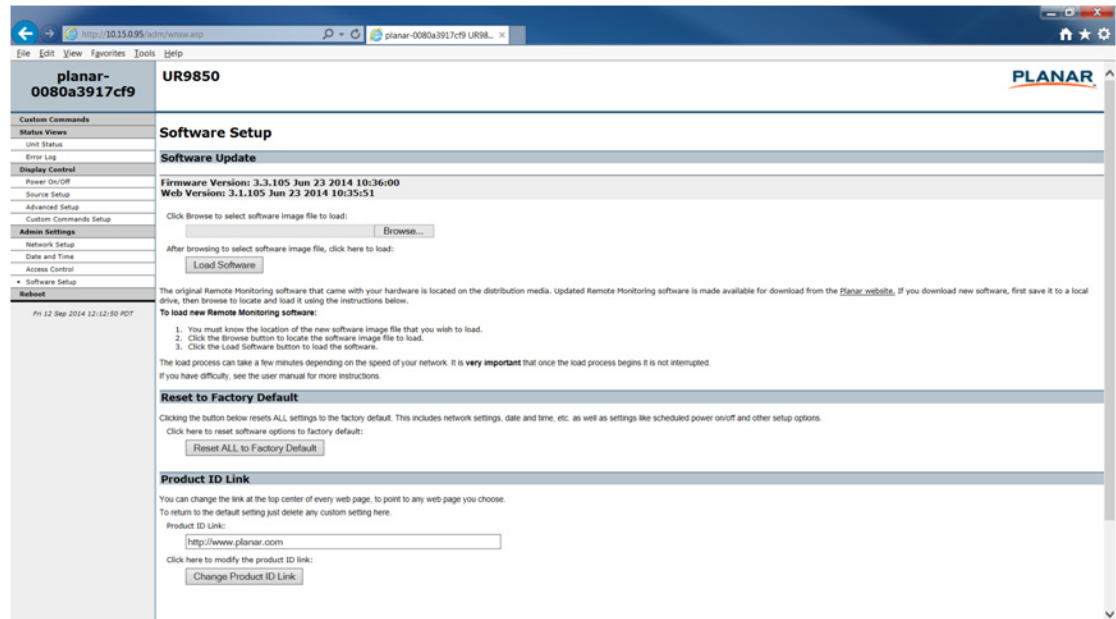 http://10.15.0.95/adm/wnsw.asp
planar-0080a3917cf9 UR98...
File Edit View Favorites Tools Help
planar-0080a3917cf9
UR9850
PLANAR
Custom Commands
Status Views
Unit Status
Error Log
Display Control
Power On/Off
Source Setup
Advanced Setup
Custom Commands Setup
Admin Settings
Network Setup
Date and Time
Access Control
Software Setup
Reboot
Fri 12 Sep 2014 12:12:50 PDT
Software Setup
Software Update
Firmware Version: 3.3.105 Jun 23 2014 10:36:00
Web Version: 3.1.105 Jun 23 2014 10:35:51
Click Browse to select software image file to load:
Browse...
After browsing to select software image file, click here to load:
Load Software
The original Remote Monitoring software that came with your hardware is located on the distribution media. Updated Remote Monitoring software is made available for download from the Planar website. If you download new software, first save it to a local
drive, then browse to locate and load it using the instructions below.
To load new Remote Monitoring software:
1. You must know the location of the new software image file that you wish to load.
2. Click the Browse button to locate the software image file to load.
3. Click the Load Software button to load the software.
The load process can take a few minutes depending on the speed of your network. It is very important that once the load process begins it is not interrupted.
If you have difficulty, see the user manual for more instructions.
Reset to Factory Default
Clicking the button below resets ALL settings to the factory default. This includes network settings, date and time, etc. as well as settings like scheduled power on/off and other setup options.
Click here to reset software options to factory default:
Reset ALL to Factory Default
Product ID Link
You can change the link at the top center of every web page, to point to any web page you choose.
To return to the default setting just delete any custom setting here.
Product ID Link:
http://www.planar.com
Click here to modify the product ID link:
Change Product ID Link